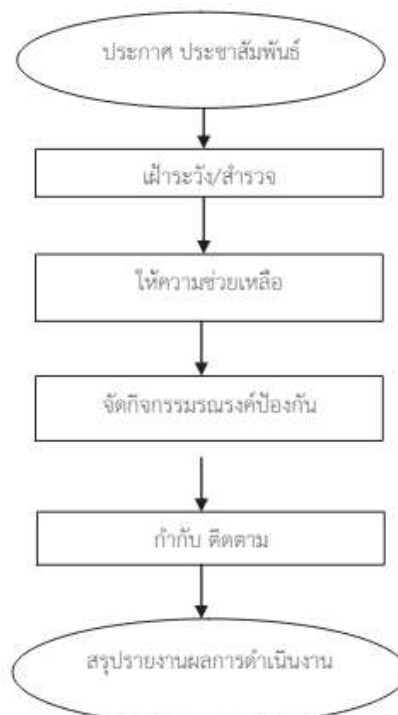 ประกาศ ประชาสัมพันธ์
เฝ้าระวัง/สำรวจ
ให้ความช่วยเหลือ
จัดกิจกรรมรณรงค์ป้องกัน
กำกับ ติดตาม
สรุปรายงานผลการดำเนินงาน